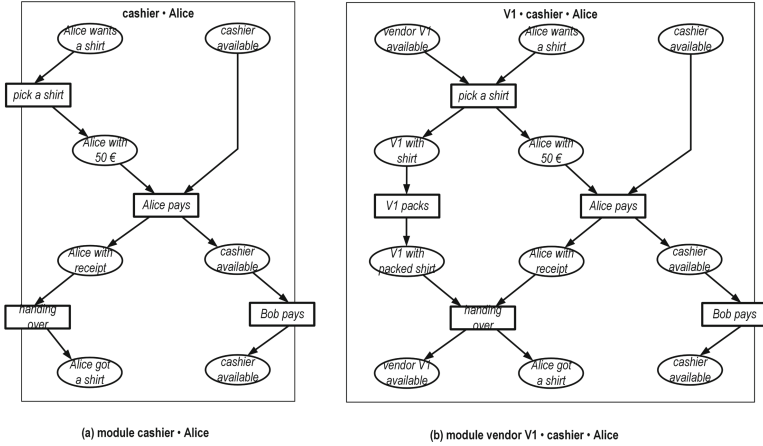 cashier • Alice
Alice wants
a shirt
cashier
available
pick a shirt
Alice with
50 €
Alice pays
Alice with
receipt
cashier
available
handing
over
Bob pays
Alice got
a shirt
cashier
available
(a) module cashier • Alice
V1 • cashier • Alice
vendor V1
available
Alice wants
a shirt
cashier
available
pick a shirt
V1 with
shirt
Alice with
50 €
V1 packs
Alice pays
V1 with
packed shirt
Alice with
receipt
cashier
available
handing
over
Bob pays
vendor V1
available
Alice got
a shirt
cashier
available
(b) module vendor V1 • cashier • Alice